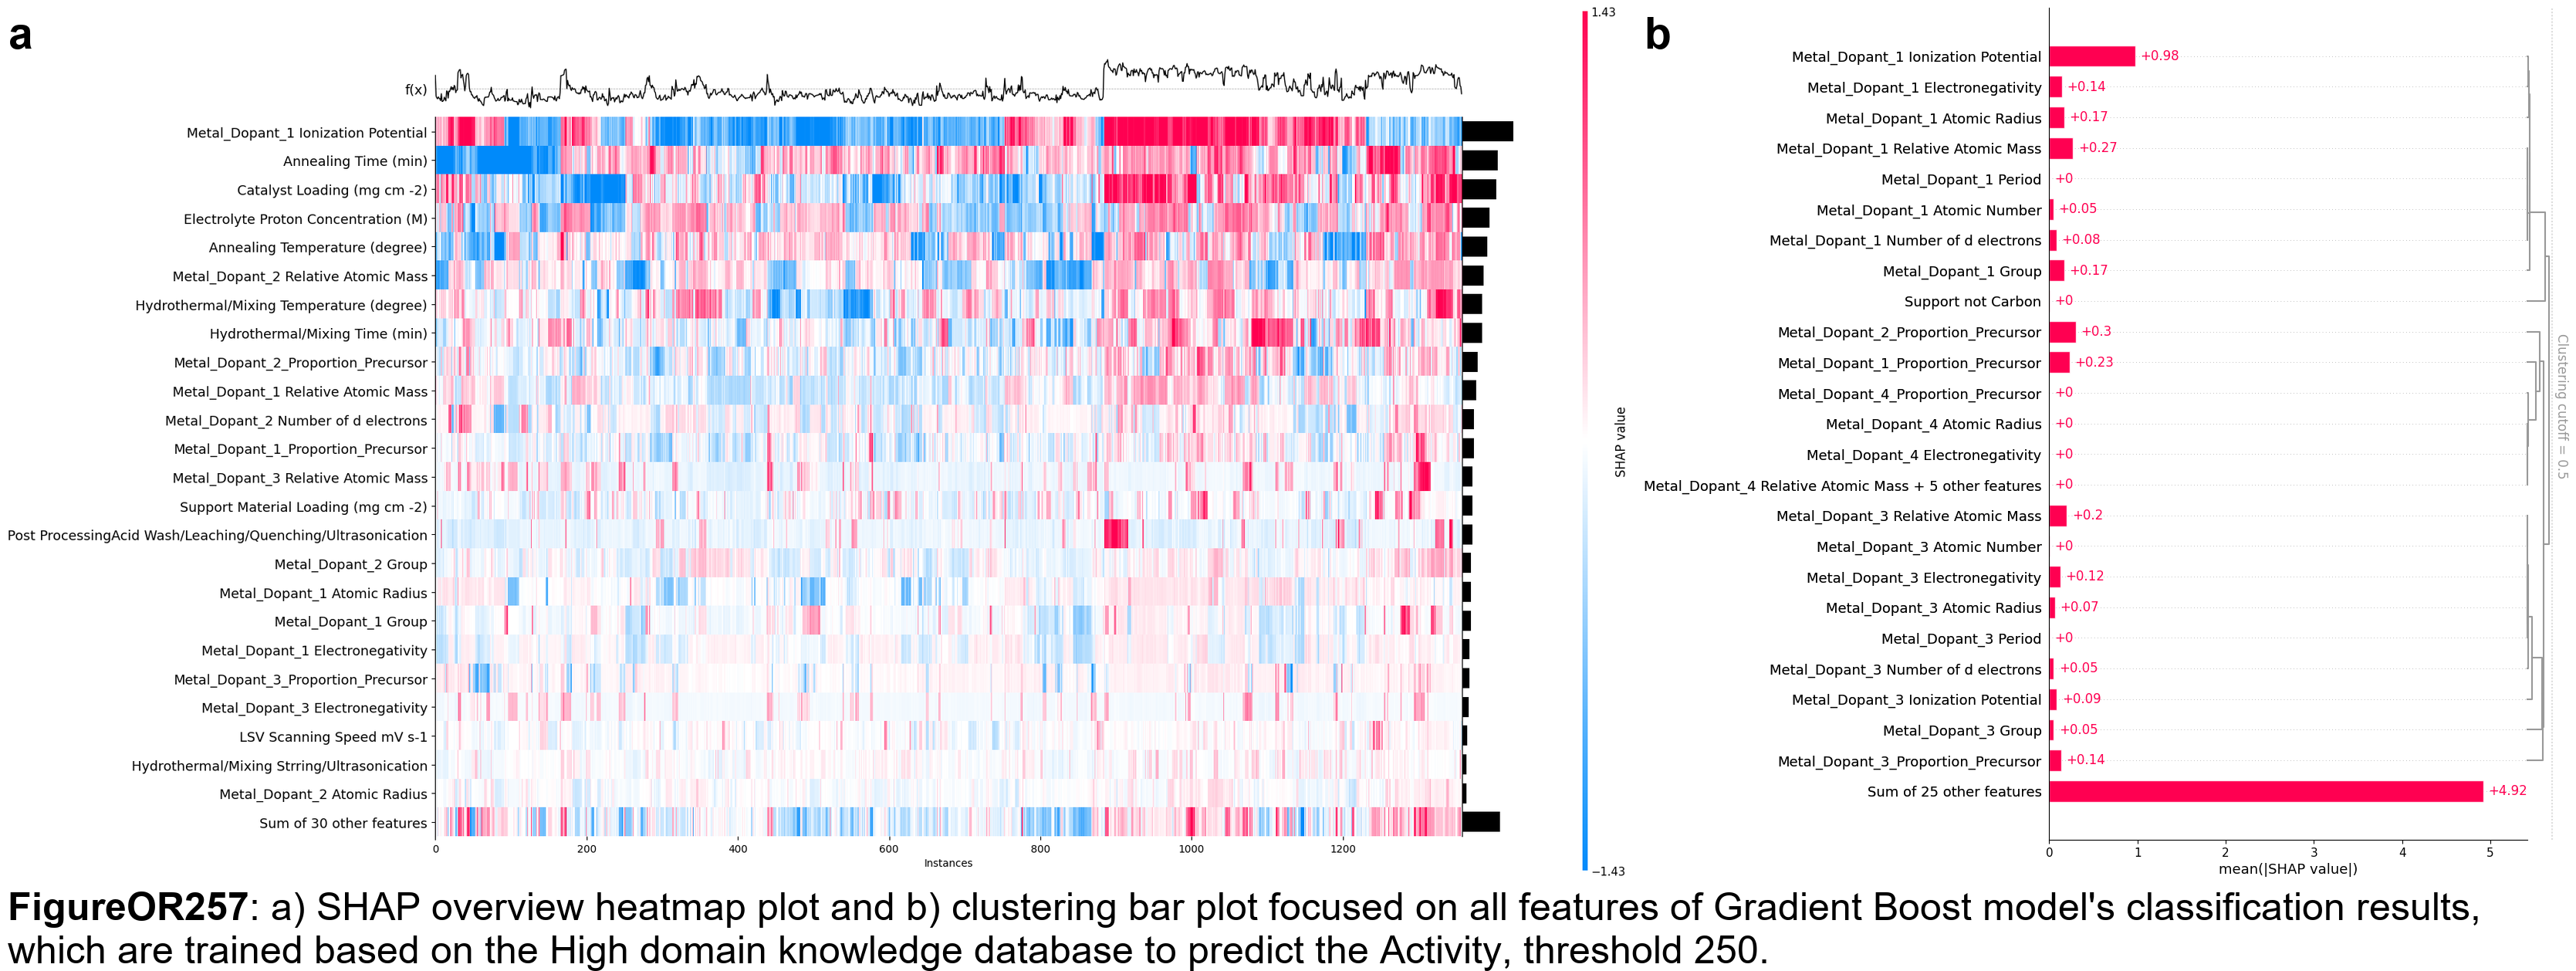 a
f(x)
Metal_Dopant_1 Ionization Potential
Annealing Time (min)
Catalyst Loading (mg cm -2)
Electrolyte Proton Concentration (M)
Annealing Temperature (degree)
Metal_Dopant_2 Relative Atomic Mass
Hydrothermal/Mixing Temperature (degree)
Hydrothermal/Mixing Time (min)
Metal_Dopant_2_Proportion_Precursor
Metal_Dopant_1 Relative Atomic Mass
Metal_Dopant_2 Number of d electrons
Metal_Dopant_1_Proportion_Precursor
Metal_Dopant_3 Relative Atomic Mass
Support Material Loading (mg cm -2)
Post ProcessingAcid Wash/Leaching/Quenching/Ultrasonication
Metal_Dopant_2 Group
Metal_Dopant_1 Atomic Radius
Metal_Dopant_1 Group
Metal_Dopant_1 Electronegativity
Metal_Dopant_3_Proportion_Precursor
Metal_Dopant_3 Electronegativity
LSV Scanning Speed mV s-1
Hydrothermal/Mixing Strring/Ultrasonication
Metal_Dopant_2 Atomic Radius
Sum of 30 other features
0 200 400 600 800 1000 1200
Instances
1.43
SHAP value
−1.43
b
Metal_Dopant_1 Ionization Potential +0.98
Metal_Dopant_1 Electronegativity +0.14
Metal_Dopant_1 Atomic Radius +0.17
Metal_Dopant_1 Relative Atomic Mass +0.27
Metal_Dopant_1 Period +0
Metal_Dopant_1 Atomic Number +0.05
Metal_Dopant_1 Number of d electrons +0.08
Metal_Dopant_1 Group +0.17
Support not Carbon +0
Metal_Dopant_2_Proportion_Precursor +0.3
Metal_Dopant_1_Proportion_Precursor +0.23
Metal_Dopant_4_Proportion_Precursor +0
Metal_Dopant_4 Atomic Radius +0
Metal_Dopant_4 Electronegativity +0
Metal_Dopant_4 Relative Atomic Mass + 5 other features +0
Metal_Dopant_3 Relative Atomic Mass +0.2
Metal_Dopant_3 Atomic Number +0
Metal_Dopant_3 Electronegativity +0.12
Metal_Dopant_3 Atomic Radius +0.07
Metal_Dopant_3 Period +0
Metal_Dopant_3 Number of d electrons +0.05
Metal_Dopant_3 Ionization Potential +0.09
Metal_Dopant_3 Group +0.05
Metal_Dopant_3_Proportion_Precursor +0.14
Sum of 25 other features +4.92
0 1 2 3 4 5
mean(|SHAP value|)
Clustering cutoff = 0.5
FigureOR257: a) SHAP overview heatmap plot and b) clustering bar plot focused on all features of Gradient Boost model's classification results,
which are trained based on the High domain knowledge database to predict the Activity, threshold 250.